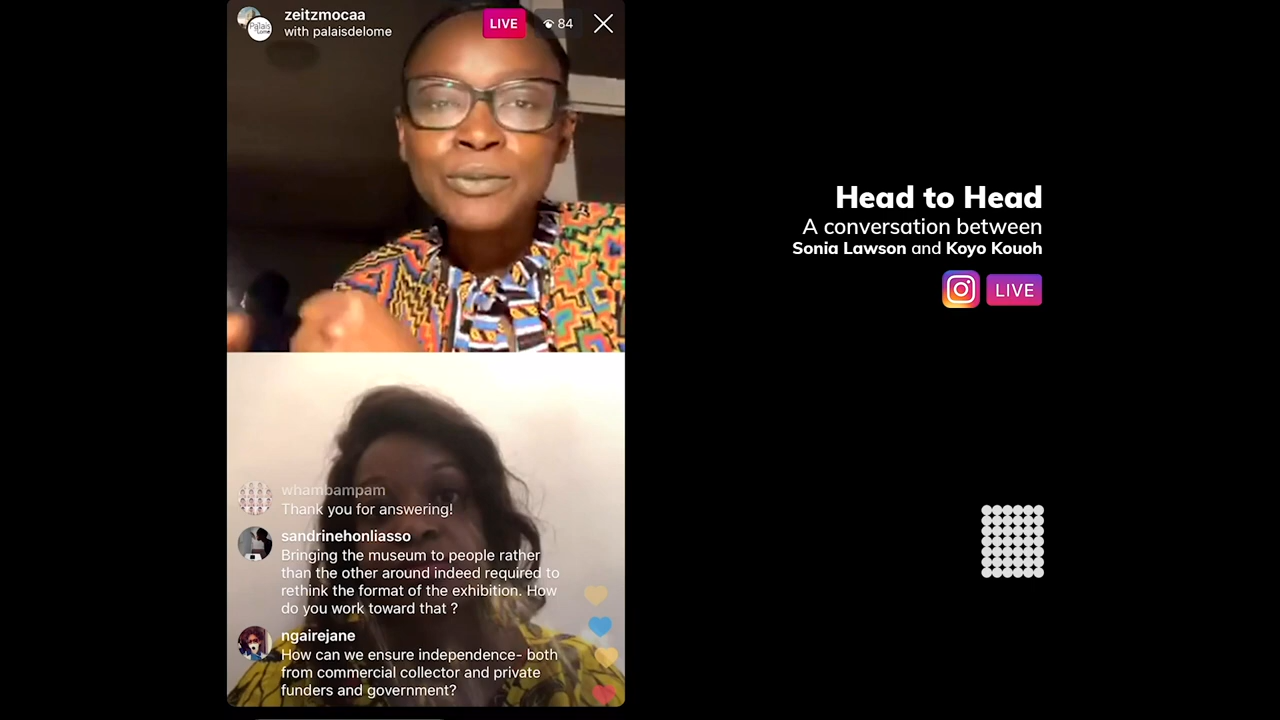 zeitzmocaa
with palaisdelome
LIVE
84
Palais
de Lomé
Head to Head
A conversation between
Sonia Lawson and Koyo Kouoh
LIVE
whambampam
Thank you for answering!
sandrinehonliasso
Bringing the museum to people rather
than the other around indeed required to
rethink the format of the exhibition. How
do you work toward that ?
ngairejane
How can we ensure independence- both
from commercial collector and private
funders and government?